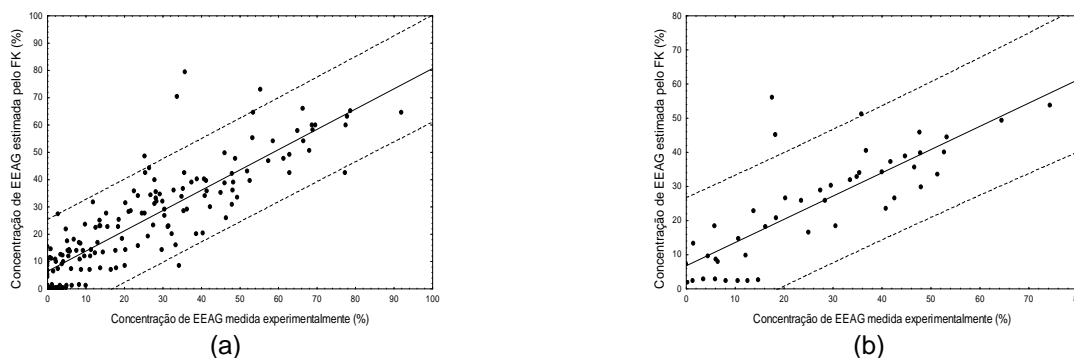 Concentração de EEAG estimada pelo FK (%)
100
90
80
70
60
50
40
30
20
10
0
0 10 20 30 40 50 60 70 80 90 100
Concentração de EEAG medida experimentalmente (%)
(a)
Concentração de EEAG estimada pelo FK (%)
80
70
60
50
40
30
20
10
0
0 10 20 30 40 50 60 70 80
Concentração de EEAG medida experimentalmente (%)
(b)